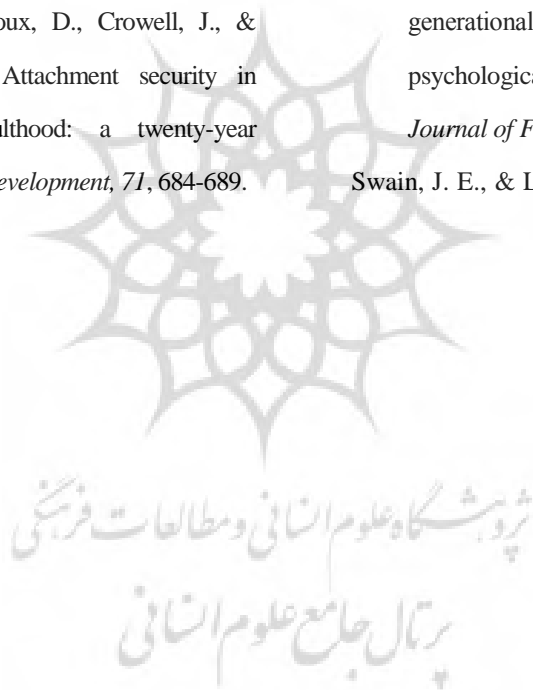 oux, D., Crowell, J., &
Attachment security in
ulthood: a twenty-year
evelopment, 71, 684-689.
generational
psychologica
Journal of F
Swain, J. E., & L
پژوهشگاه علوم انسانی و مطالعات فرهنگی
پرتال جامع علوم انسانی